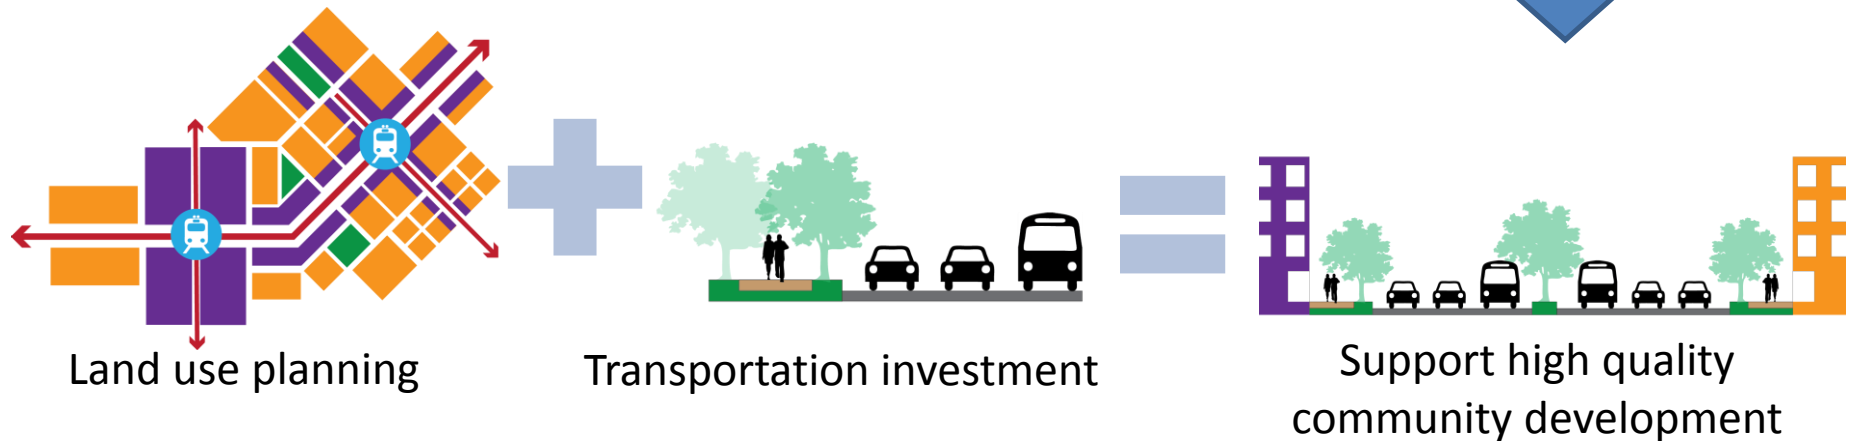 Land use planning
Transportation investment
Support high quality
community development